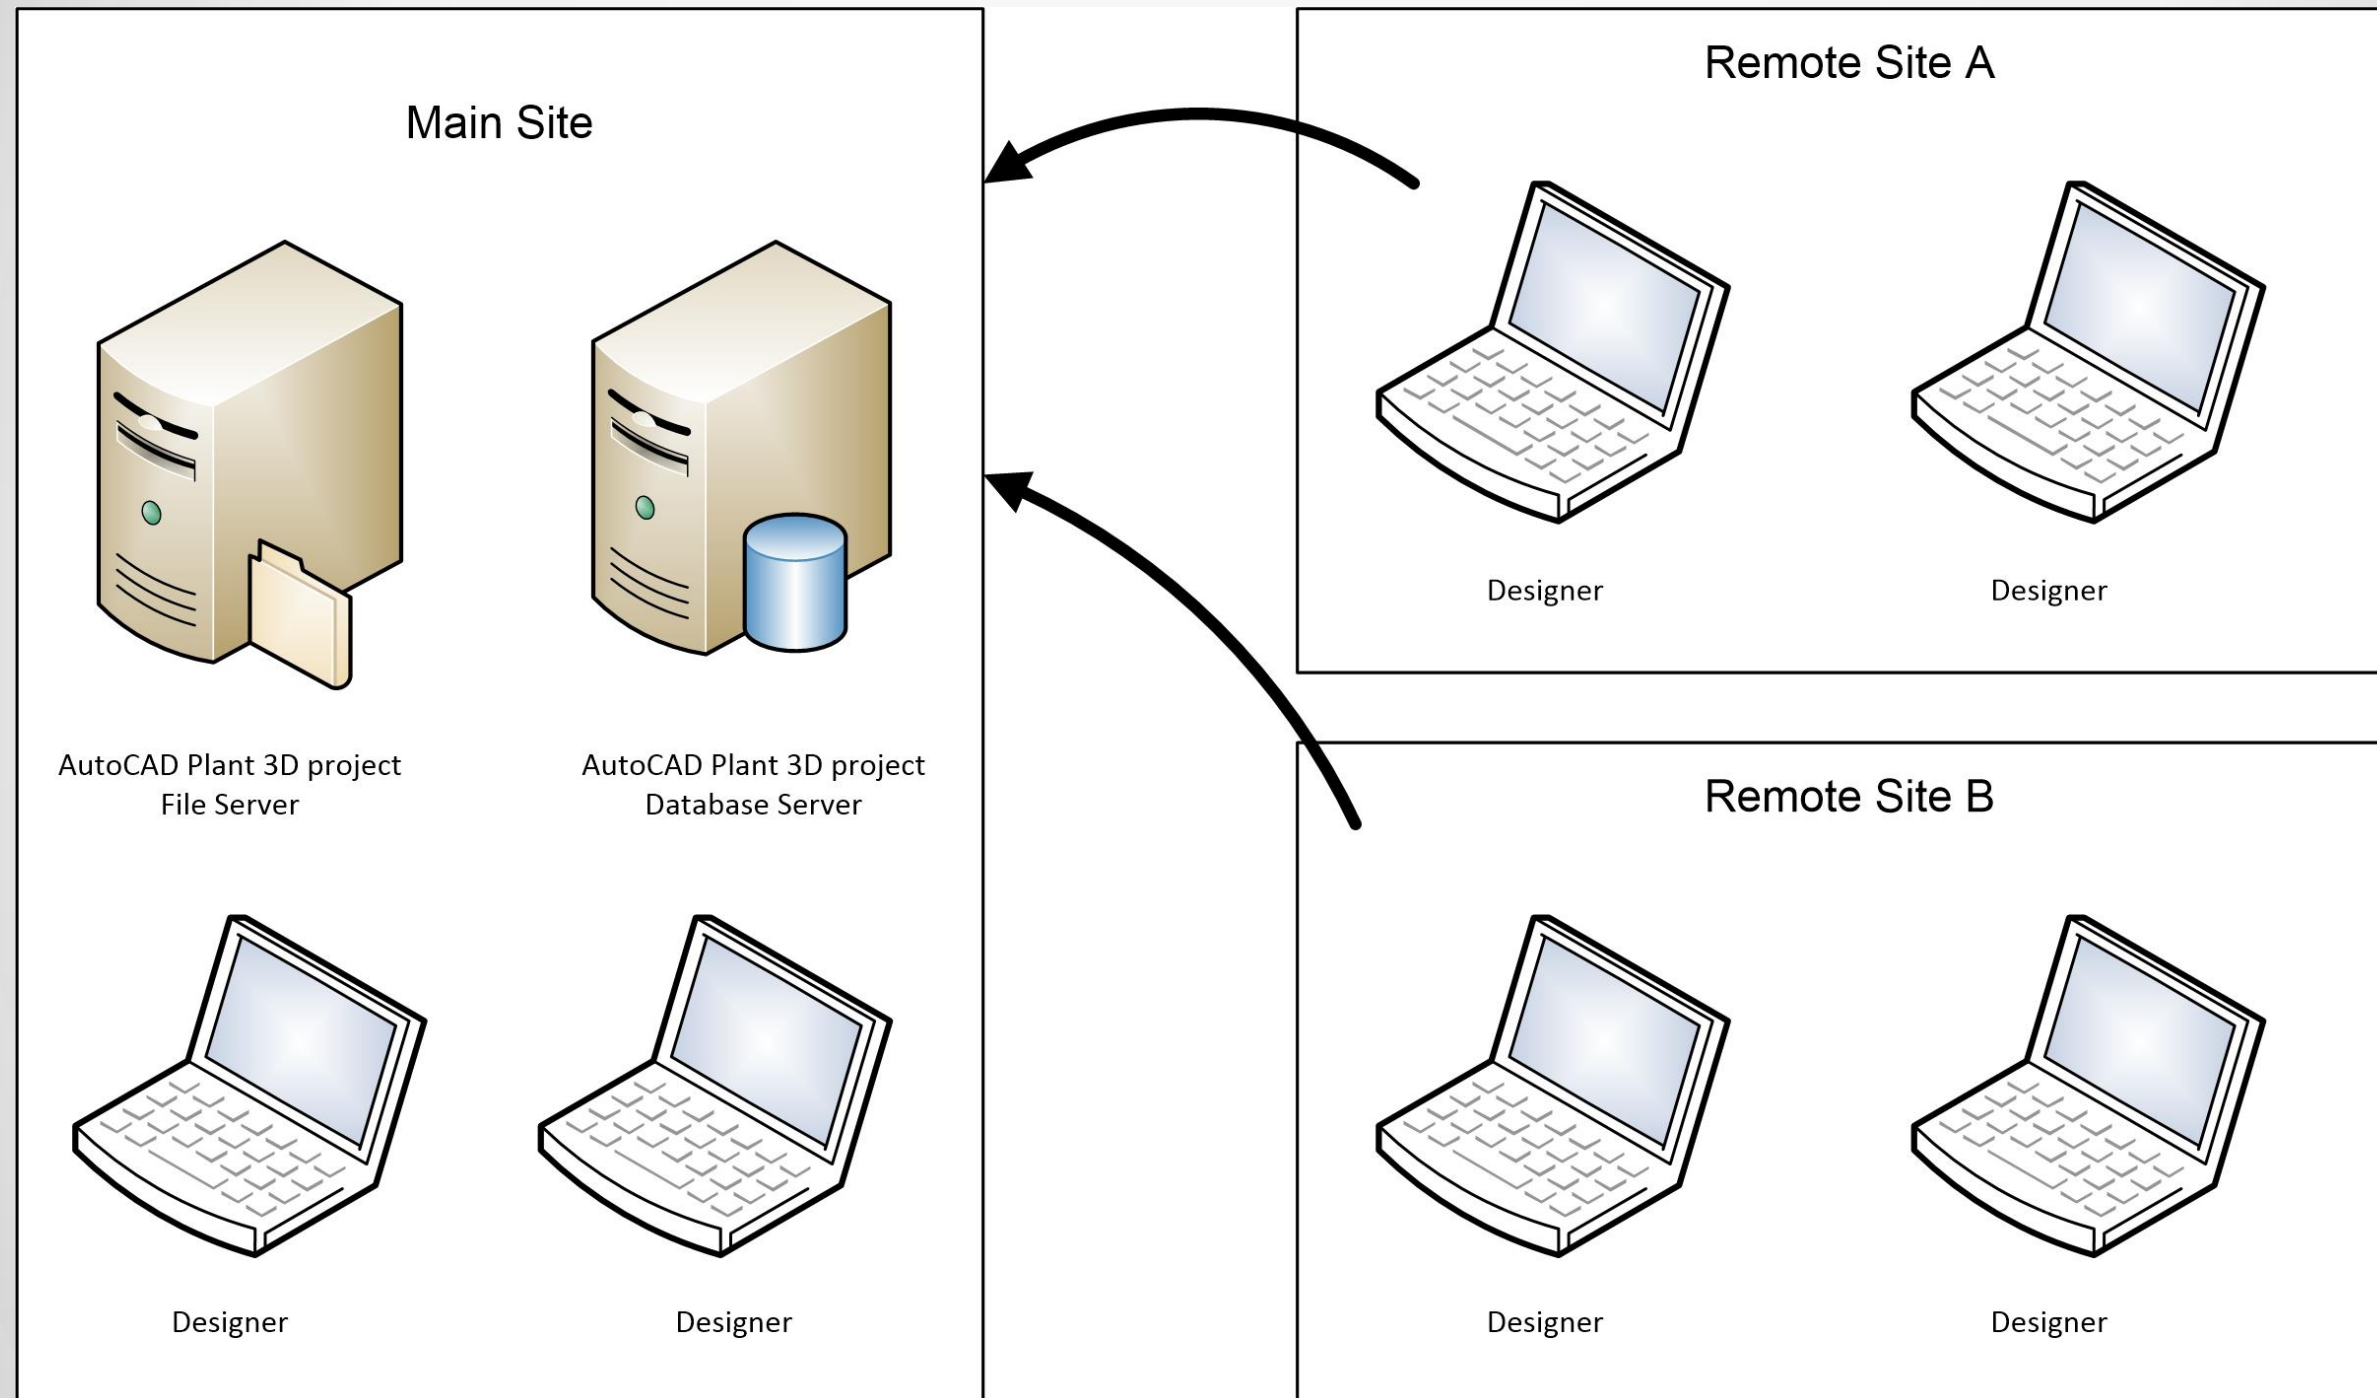 Main Site
AutoCAD Plant 3D project
File Server
AutoCAD Plant 3D project
Database Server
Designer
Designer
Remote Site A
Designer
Designer
Remote Site B
Designer
Designer